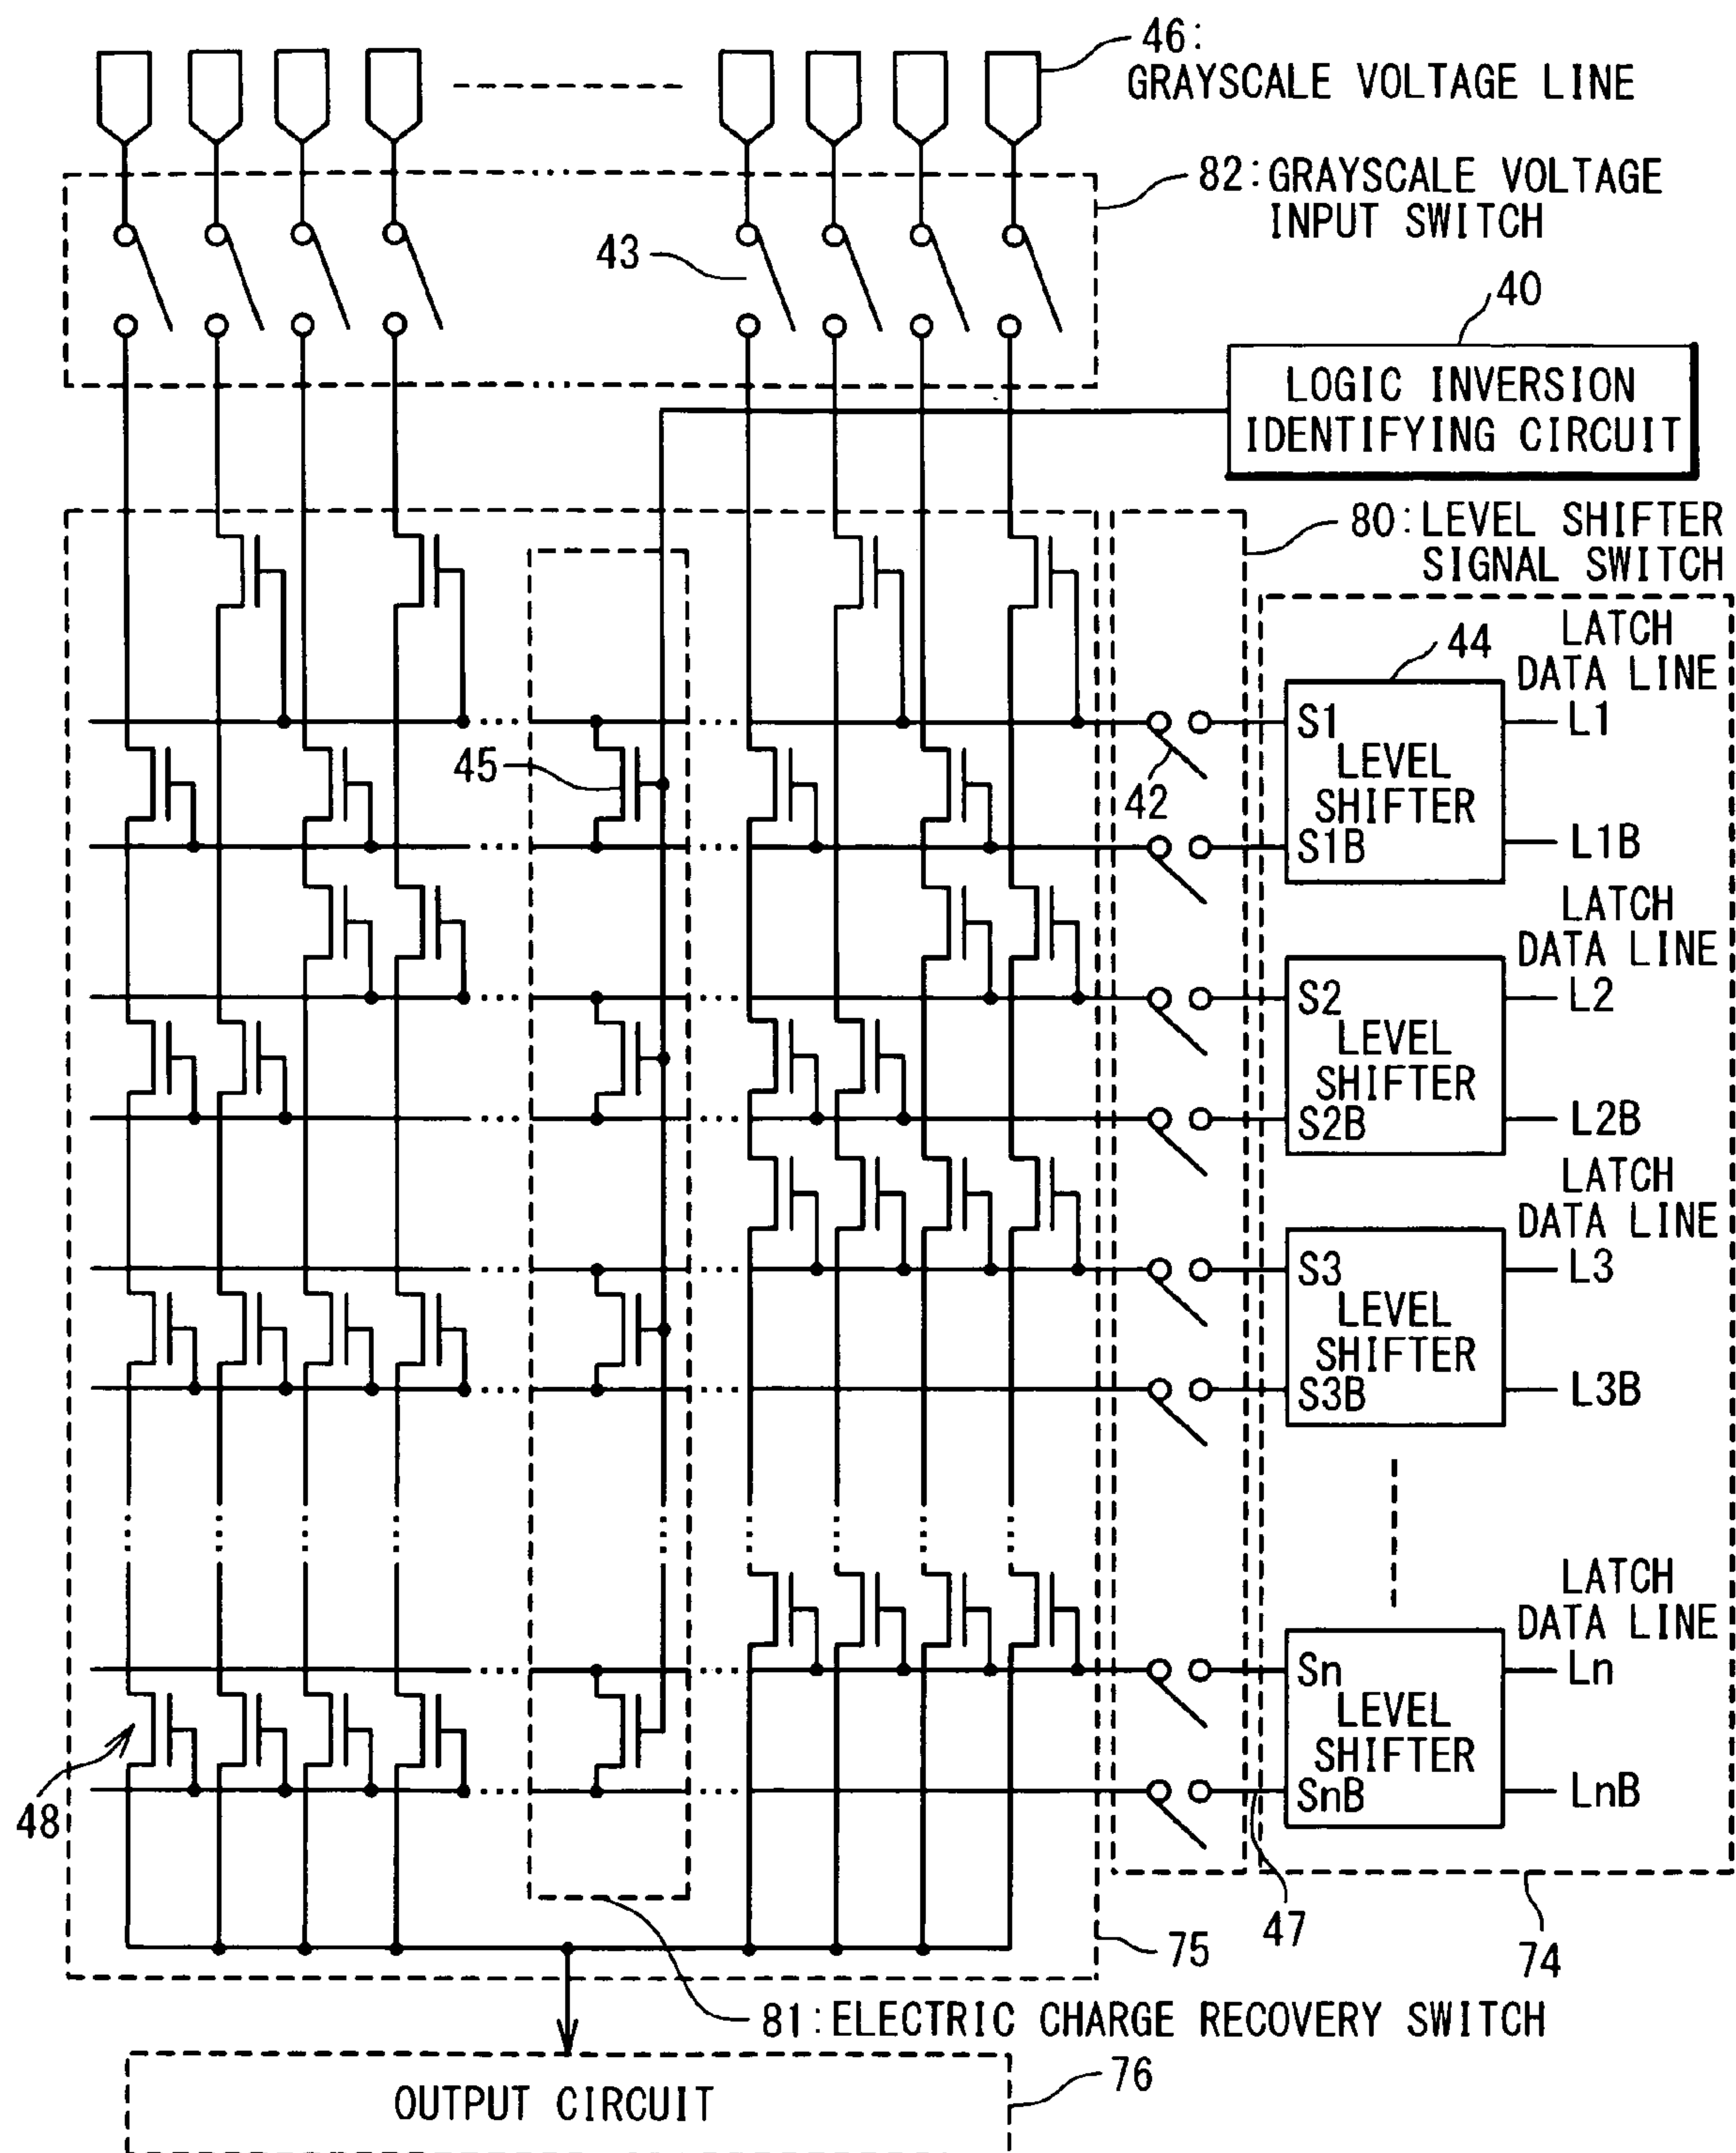 46:
GRAYSCALE VOLTAGE LINE
82:GRAYSCALE VOLTAGE
INPUT SWITCH
43
40
LOGIC INVERSION
IDENTIFYING CIRCUIT
80:LEVEL SHIFTER
SIGNAL SWITCH
44
LATCH
DATA LINE
S1
L1
45
42
LEVEL
SHIFTER
S1B
L1B
LATCH
DATA LINE
S2
L2
LEVEL
SHIFTER
S2B
L2B
LATCH
DATA LINE
S3
L3
LEVEL
SHIFTER
S3B
L3B
LATCH
DATA LINE
Sn
Ln
LEVEL
SHIFTER
48
SnB
LnB
47
75
74
81:ELECTRIC CHARGE RECOVERY SWITCH
76
OUTPUT CIRCUIT